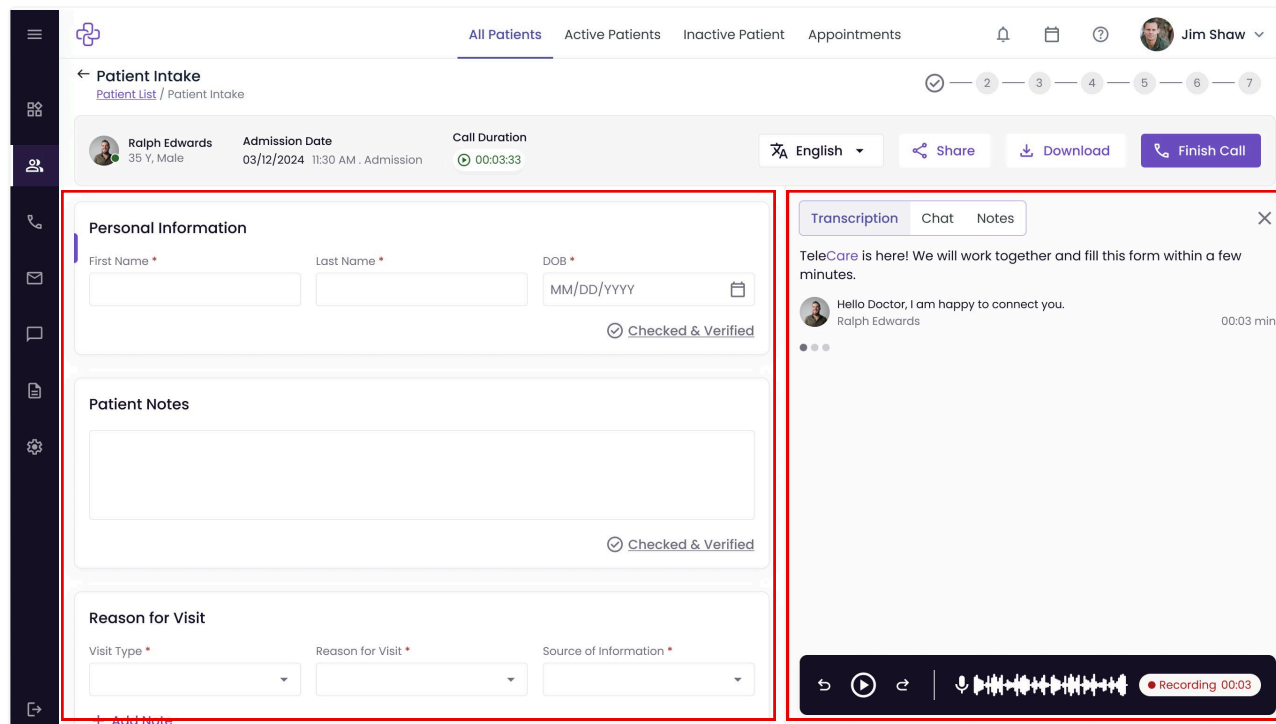 All Patients Active Patients Inactive Patient Appointments Jim Shaw
Patient Intake
Patient List / Patient Intake
2 3 4 5 6 7
Ralph Edwards
35 Y, Male
Admission Date
03/12/2024 11:30 AM . Admission
Call Duration
00:03:33
English
Share
Download
Finish Call
Personal Information
First Name * Last Name * DOB *
MM/DD/YYYY
Checked & Verified
Patient Notes
Checked & Verified
Reason for Visit
Visit Type * Reason for Visit * Source of Information *
+ Add Note
Transcription Chat Notes
TeleCare is here! We will work together and fill this form within a few
minutes.
Hello Doctor, I am happy to connect you.
Ralph Edwards 00:03 min
Recording 00:03